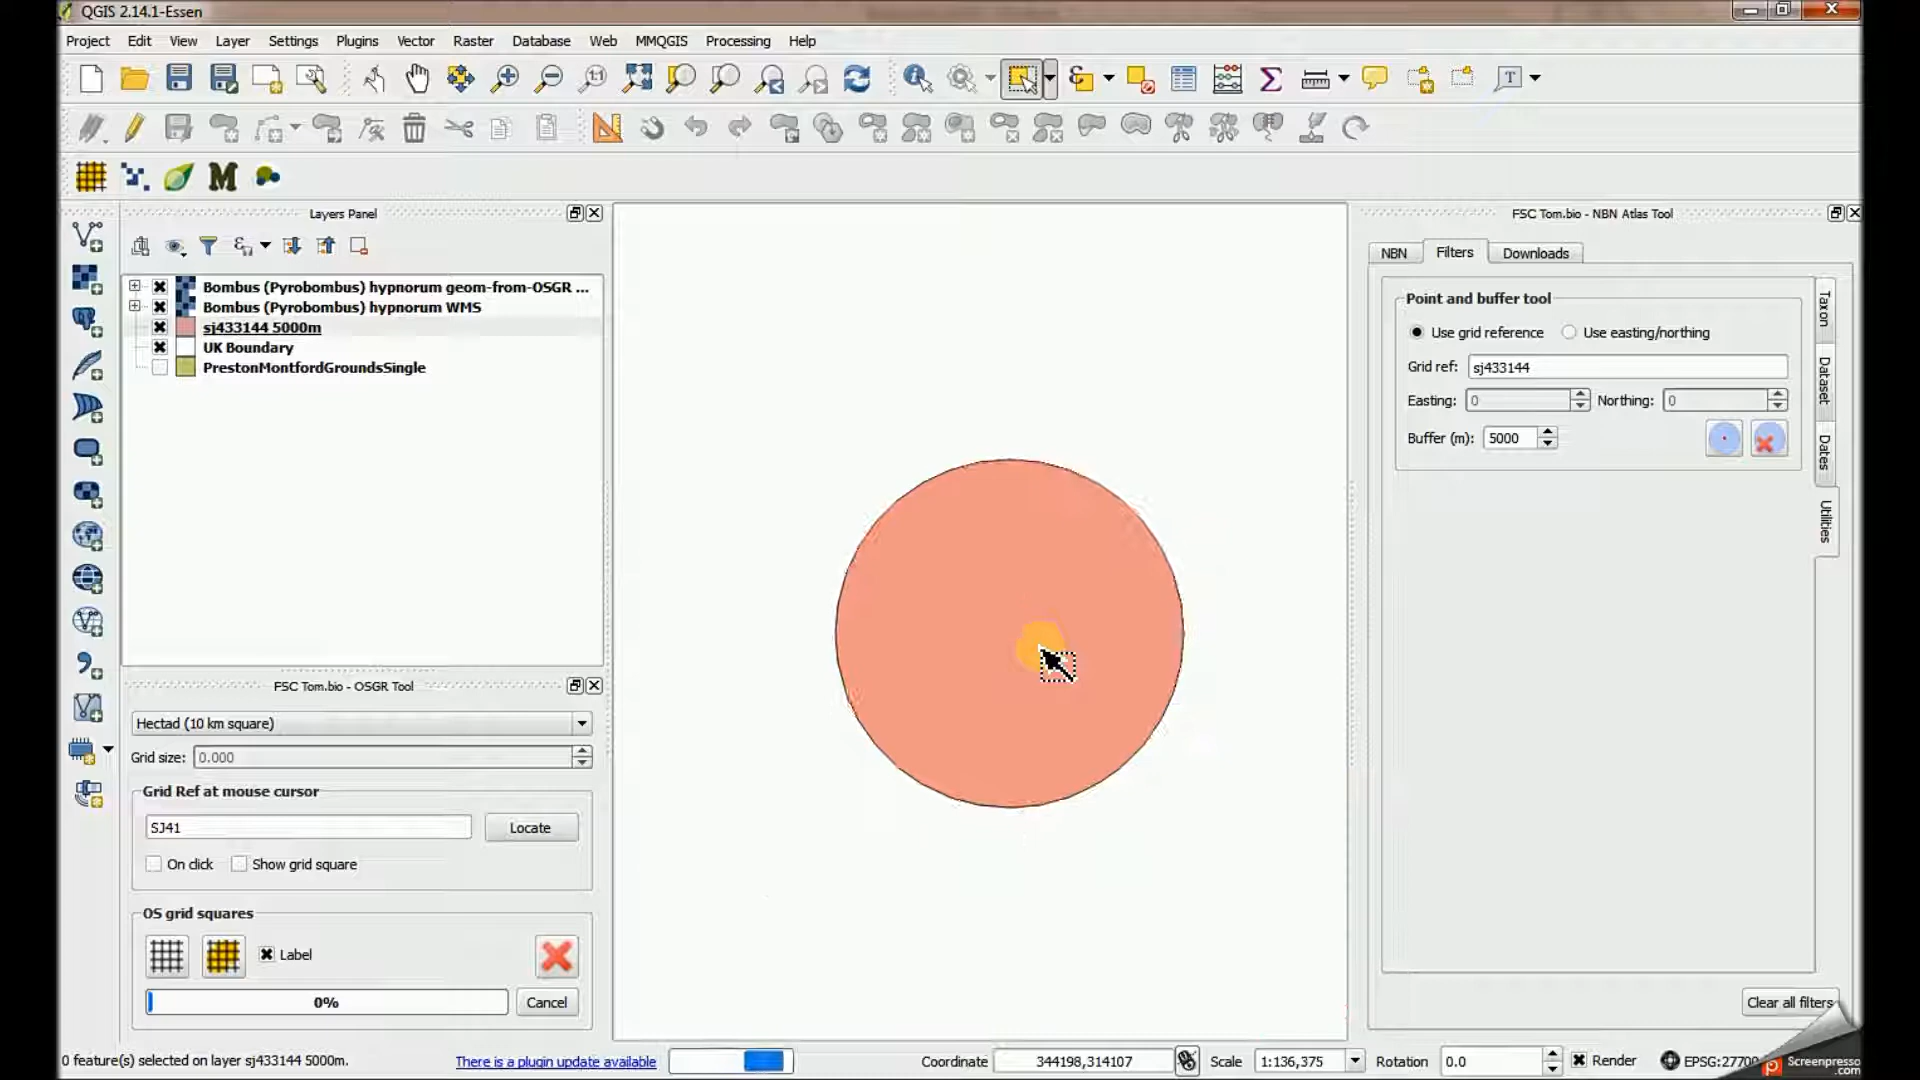 QGIS 2.14.1-Essen
Project Edit View Layer Settings Plugins Vector Raster Database Web MMQGIS Processing Help
Layers Panel
Bombus (Pyrobombus) hypnorum geom-from-OSGR ...
Bombus (Pyrobombus) hypnorum WMS
sj433144 5000m
UK Boundary
PrestonMontfordGroundsSingle
FSC Tom.bio - OSGR Tool
Hectad (10 km square)
Grid size: 0.000
Grid Ref at mouse cursor
SJ41 Locate
On click Show grid square
OS grid squares
Label
0% Cancel
FSC Tom.bio - NBN Atlas Tool
NBN Filters Downloads
Point and buffer tool
Use grid reference Use easting/northing
Grid ref: sj433144
Easting: 0 Northing: 0
Buffer (m): 5000
Taxon
Dataset
Dates
Utilities
Clear all filters
0 feature(s) selected on layer sj433144 5000m. There is a plugin update available Coordinate 344198,314107 Scale 1:136,375 Rotation 0.0 Render EPSG:27700
Screenpresso
.com